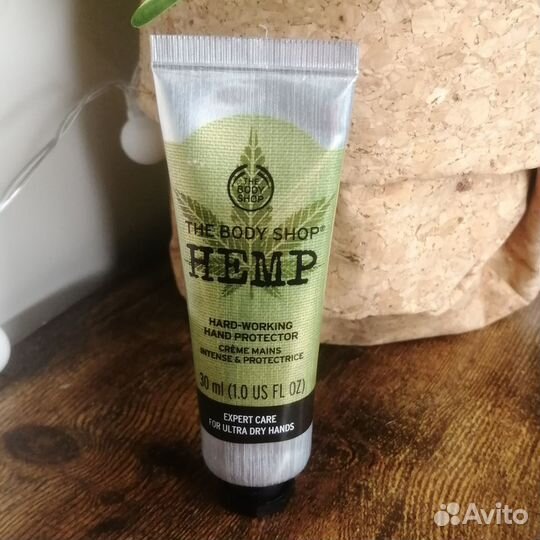 THE
BODY
SHOP
THE BODY SHOP®
HEMP
HARD-WORKING
HAND PROTECTOR
CRÈME MAINS
INTENSE & PROTECTRICE
30 ml (1.0 US FL OZ)
EXPERT CARE
FOR ULTRA DRY HANDS
Avito